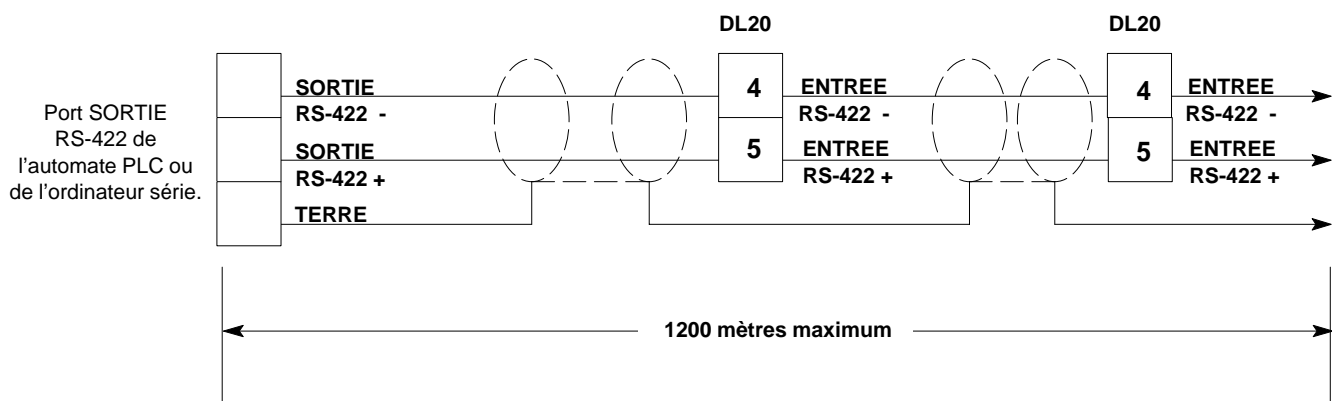 DL20 DL20
Port SORTIE
RS-422 de
l'automate PLC ou
de l'ordinateur série.
SORTIE
RS-422 -
SORTIE
RS-422 +
TERRE
4
5
ENTREE
RS-422 -
ENTREE
RS-422 +
4
5
ENTREE
RS-422 -
ENTREE
RS-422 +
1200 mètres maximum